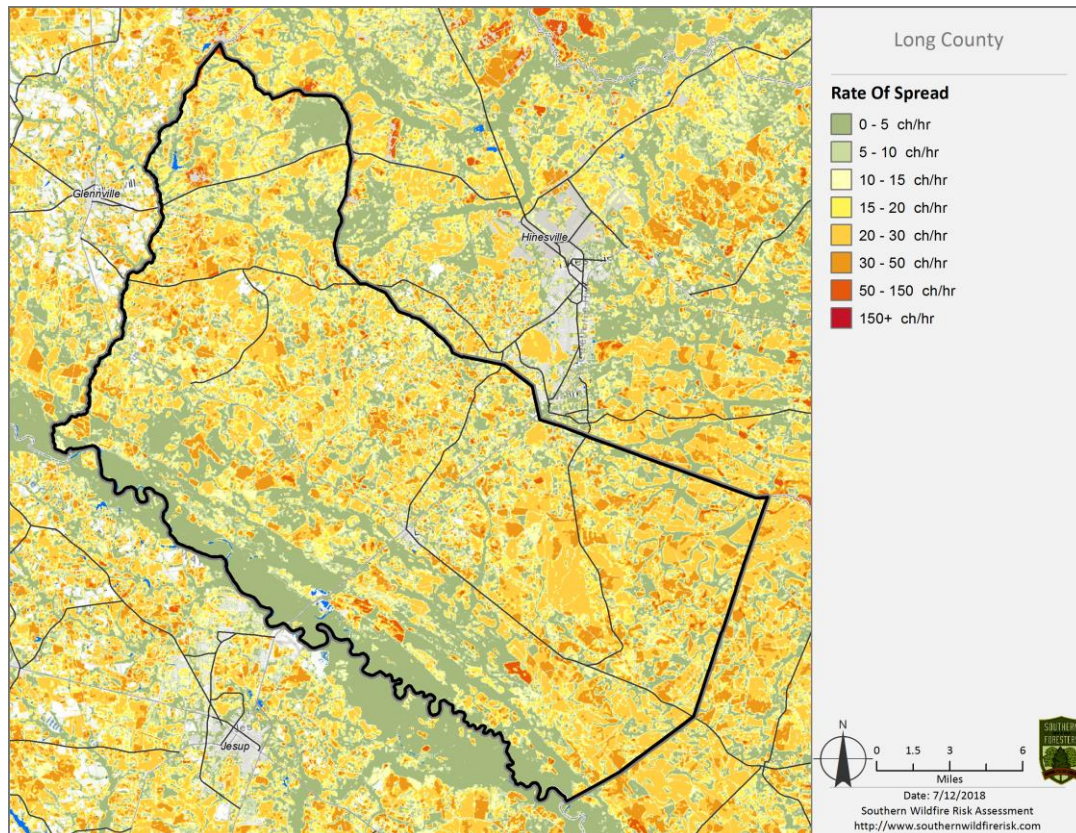 Long County
Rate Of Spread
0 - 5 ch/hr
5 - 10 ch/hr
10 - 15 ch/hr
15 - 20 ch/hr
20 - 30 ch/hr
30 - 50 ch/hr
50 - 150 ch/hr
150+ ch/hr
Glennville
Hinesville
Jesup
N
0 1.5 3 6
Miles
SOUTHERN
FORESTERS
Date: 7/12/2018
Southern Wildfire Risk Assessment
http://www.southernwildfirerisk.com